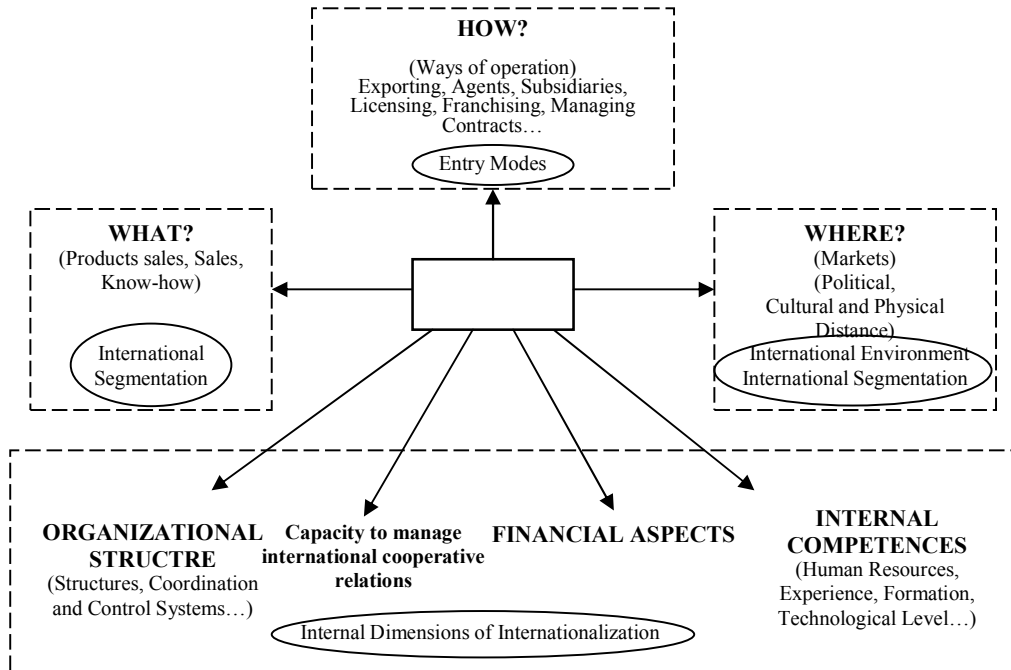 HOW?
(Ways of operation)
Exporting, Agents, Subsidiaries,
Licensing, Franchising, Managing
Contracts…
Entry Modes
WHAT?
(Products sales, Sales,
Know-how)
International
Segmentation
WHERE?
(Markets)
(Political,
Cultural and Physical
Distance)
International Environment
International Segmentation
ORGANIZATIONAL
STRUCTRE
(Structures, Coordination
and Control Systems…)
Capacity to manage
international cooperative
relations
FINANCIAL ASPECTS
INTERNAL
COMPETENCES
(Human Resources,
Experience, Formation,
Technological Level…)
Internal Dimensions of Internationalization